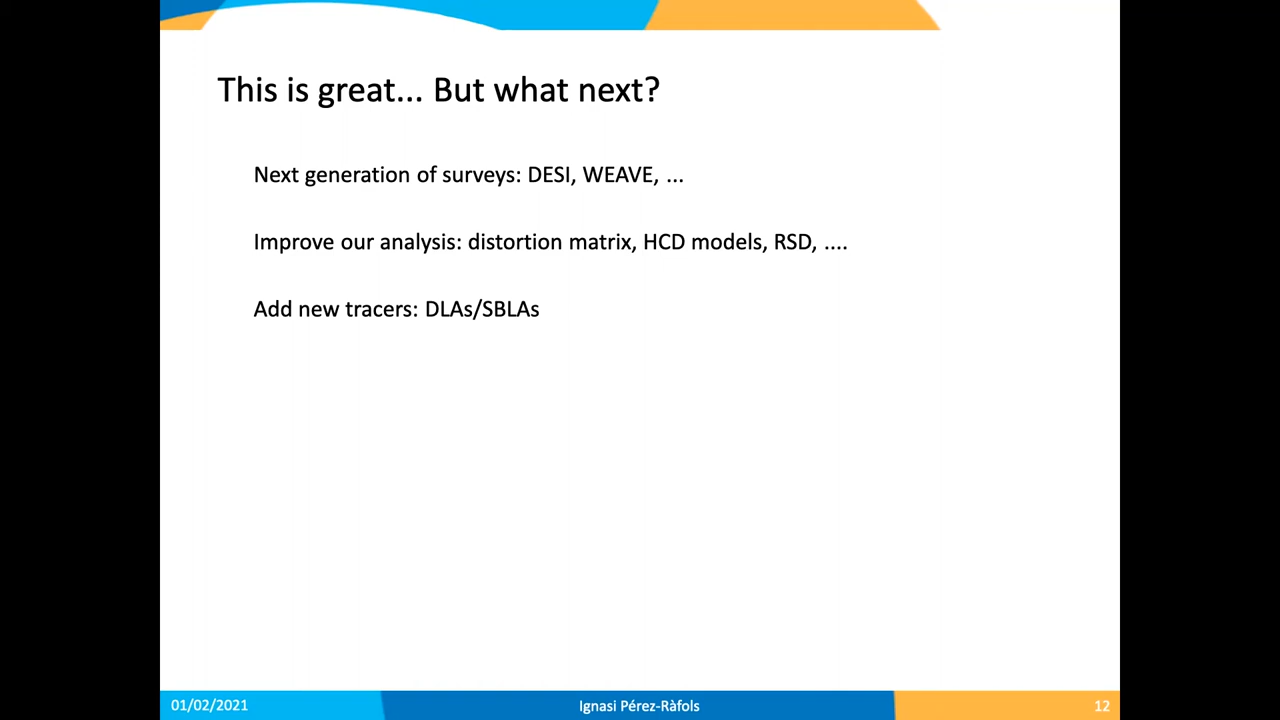 This is great... But what next?
Next generation of surveys: DESI, WEAVE, ...
Improve our analysis: distortion matrix, HCD models, RSD, ....
Add new tracers: DLAs/SBLAs
01/02/2021
Ignasi Pérez-Ràfols
12